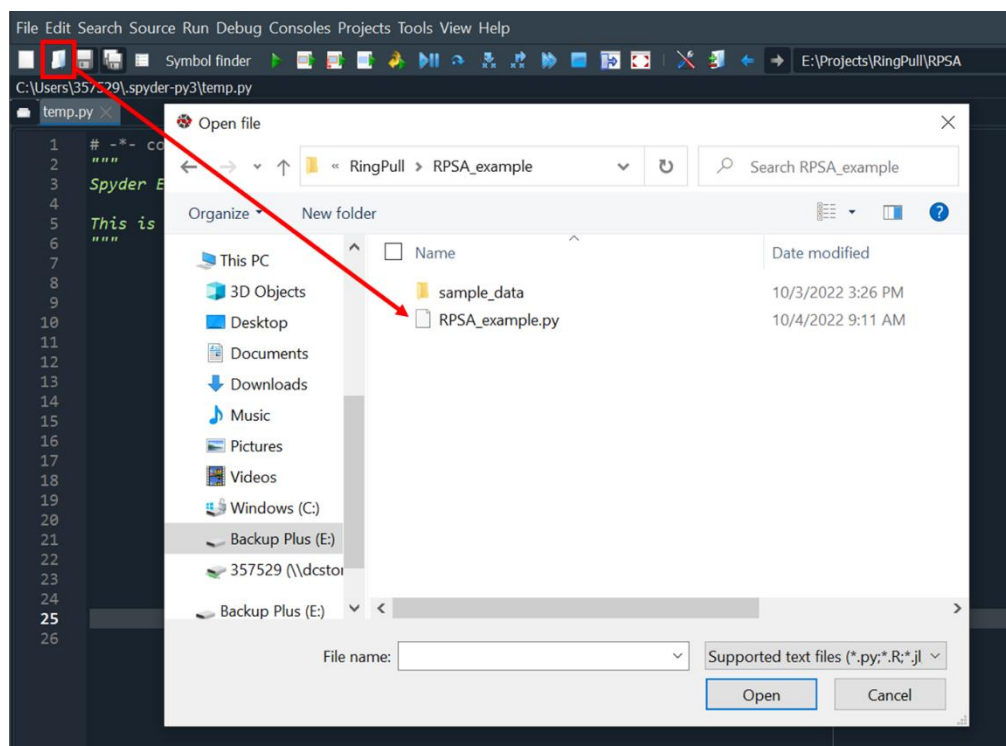 File Edit Search Source Run Debug Consoles Projects Tools View Help
Symbol finder E:\Projects\RingPull\RPSA
C:\Users\357529\.spyder-py3\temp.py
temp.py
Open file
1 # -*- co
2 """
3 Spyder E
4
5 This is
6 """
7
8
9
10
11
12
13
14
15
16
17
18
19
20
21
22
23
24
25
26
« RingPull > RPSA_example
Search RPSA_example
Organize New folder
Name Date modified
This PC
3D Objects
Desktop
Documents
Downloads
Music
Pictures
Videos
Windows (C:)
Backup Plus (E:)
357529 (\\dcstor
Backup Plus (E:)
sample_data 10/3/2022 3:26 PM
RPSA_example.py 10/4/2022 9:11 AM
File name: Supported text files (*.py;*.R;*.jl
Open Cancel